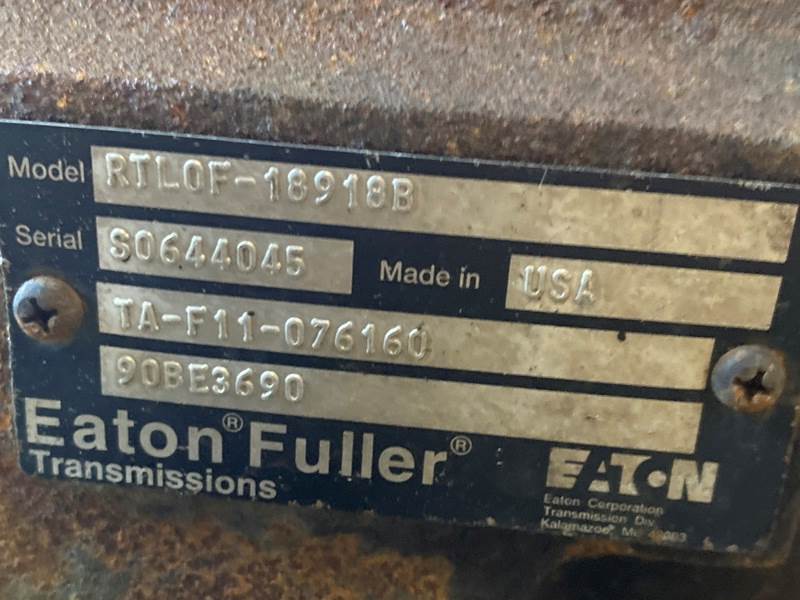 Model RTLOF-18918B
Serial S0644045 Made in USA
TA-F11-076160
90BE3690
Eaton® Fuller®
Transmissions
EATON
Eaton Corporation
Transmission Div.
Kalamazoo